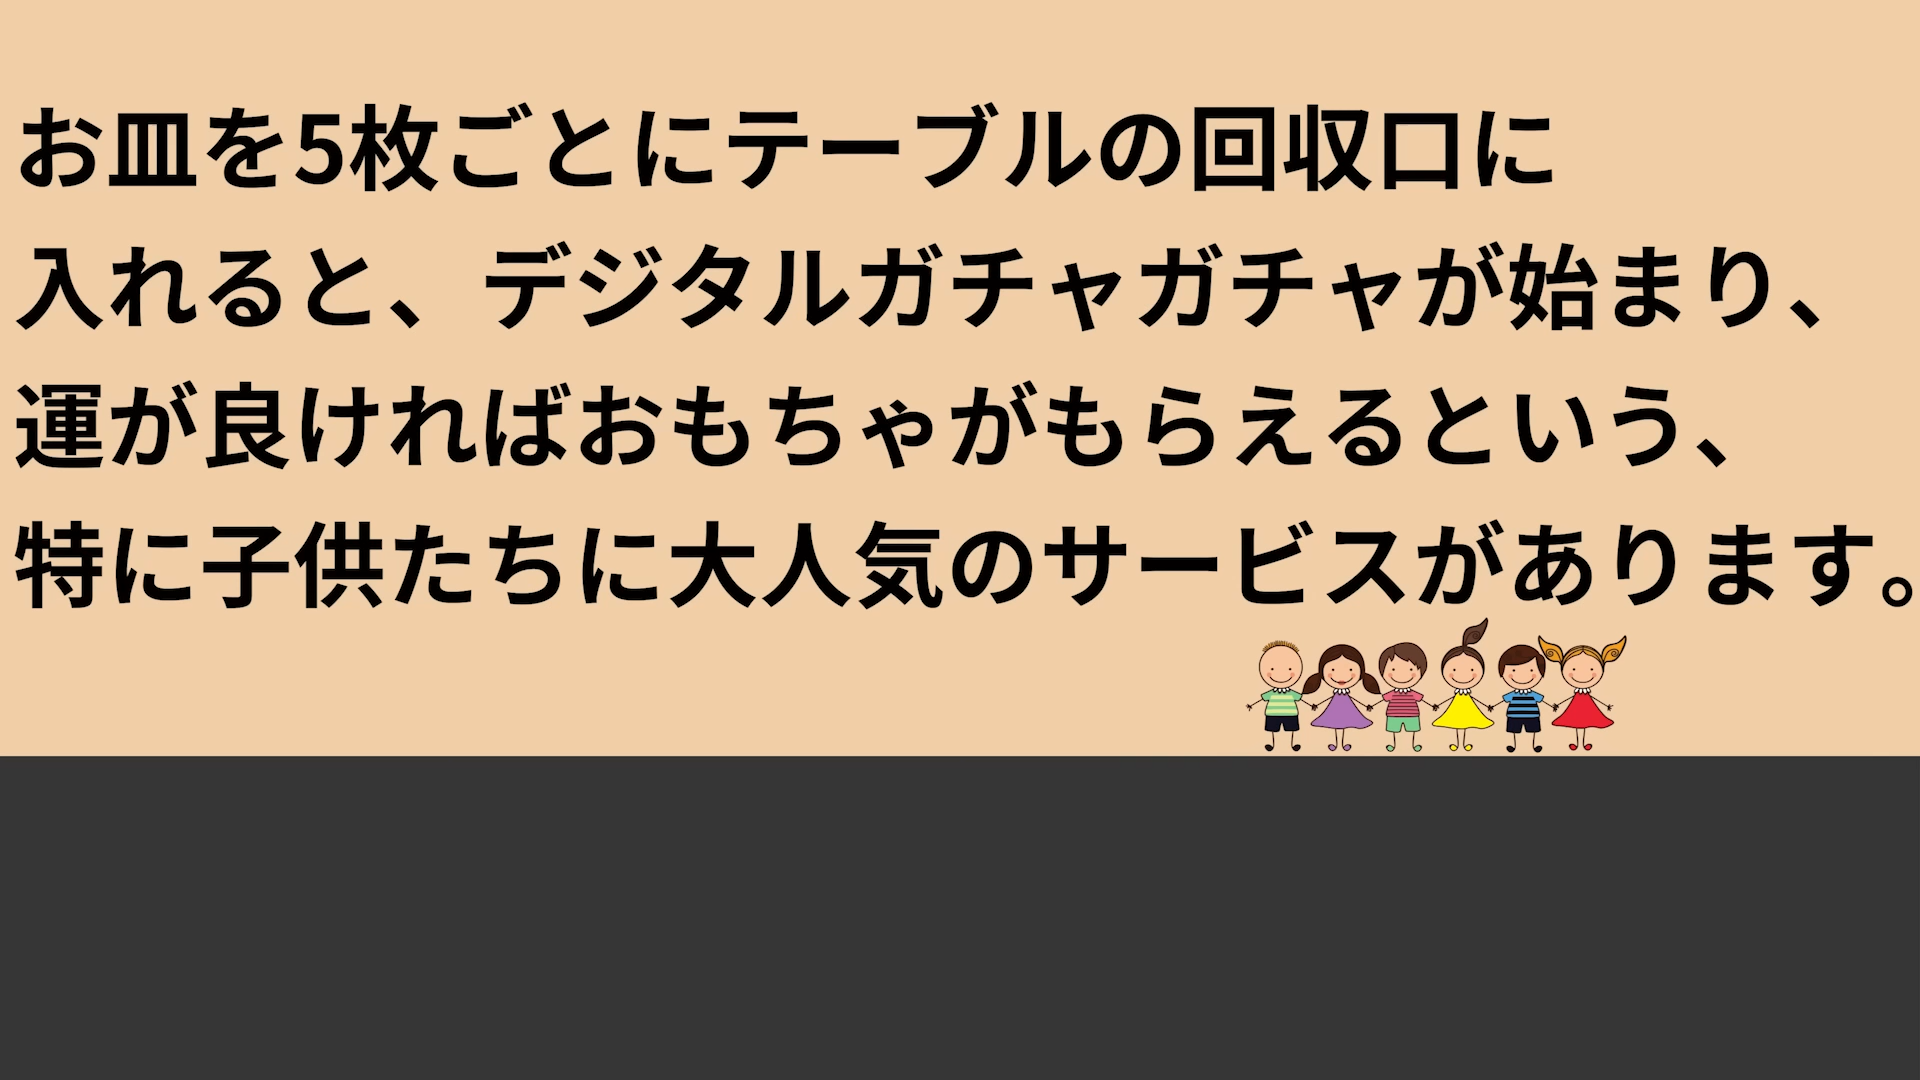 お皿を5枚ごとにテーブルの回収口に
入れると、デジタルガチャガチャが始まり、
運が良ければおもちゃがもらえるという、
特に子供たちに大人気のサービスがあります。